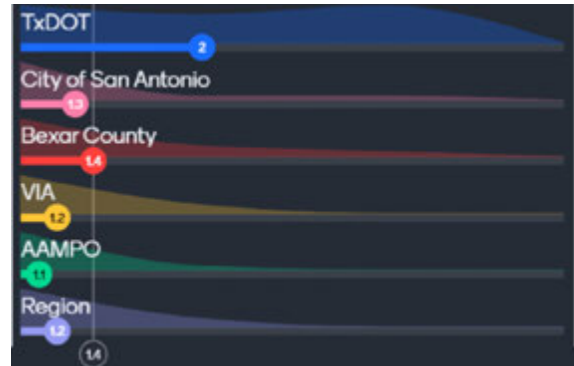 TxDOT
2
City of San Antonio
1.3
Bexar County
1.4
VIA
1.2
AAMPO
1.1
Region
1.2
1.4